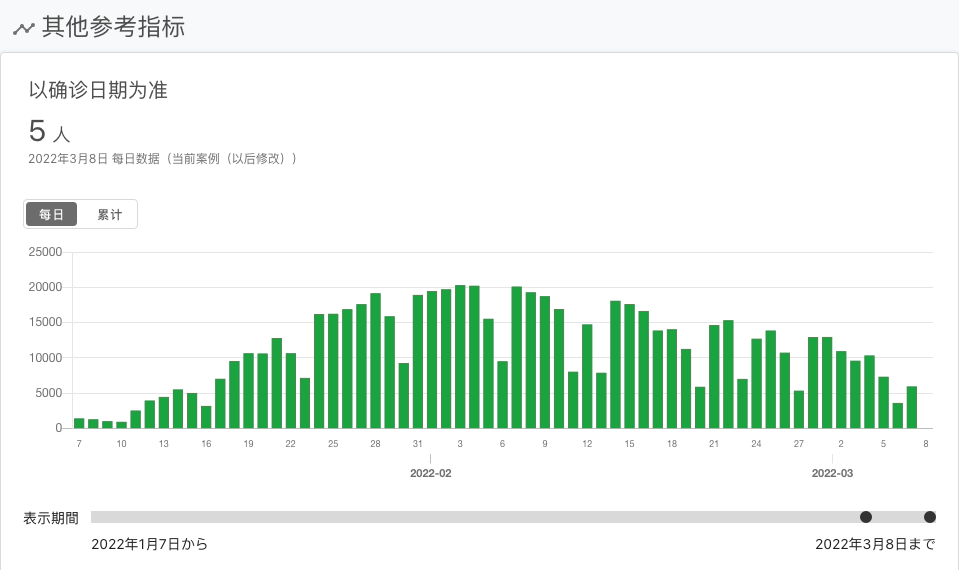 其他参考指标
以确诊日期为准
5 人
2022年3月8日 每日数据（当前案例（以后修改））
每日 累计
25000
20000
15000
10000
5000
0
7 10 13 16 19 22 25 28 31 3 6 9 12 15 18 21 24 27 2 5 8
2022-02 2022-03
表示期間
2022年1月7日から 2022年3月8日まで